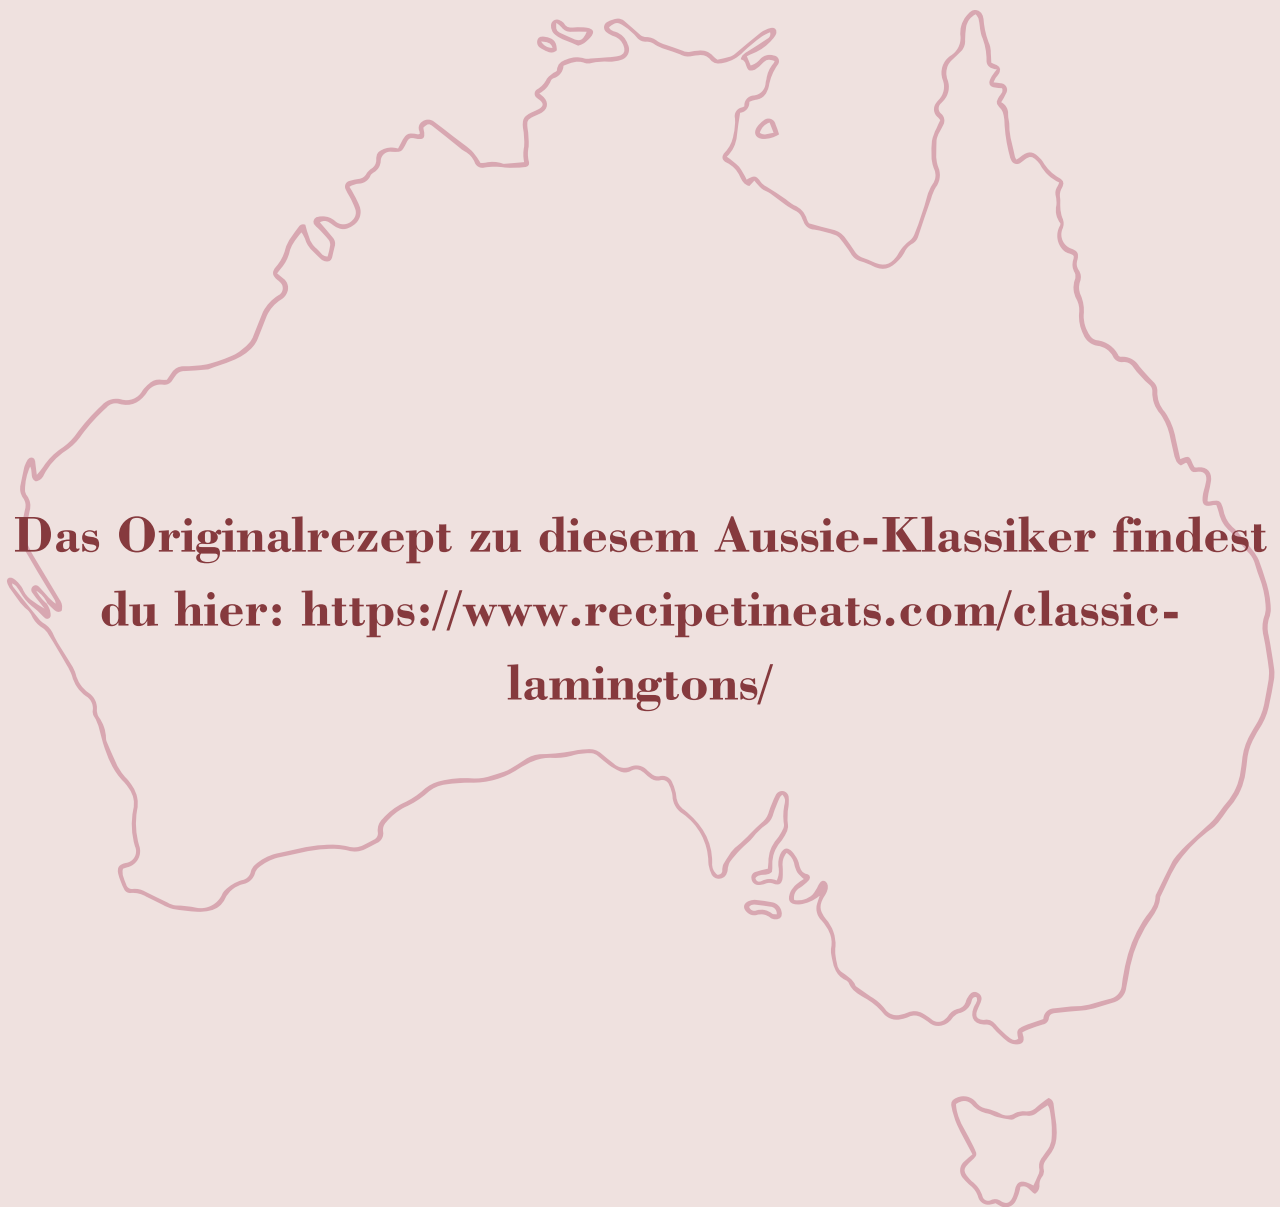 Das Originalrezept zu diesem Aussie-Klassiker findest
du hier: https://www.recipetineats.com/classic-
lamingtons/